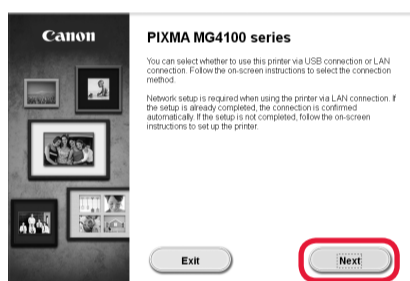 Canon
PIXMA MG4100 series
You can select whether to use this printer via USB connection or LAN
connection. Follow the on-screen instructions to select the connection
method.
Network setup is required when using the printer via LAN connection. If
the setup is already completed, the connection is confirmed
automatically. If the setup is not completed, follow the on-screen
instructions to set up the printer.
Exit
Next